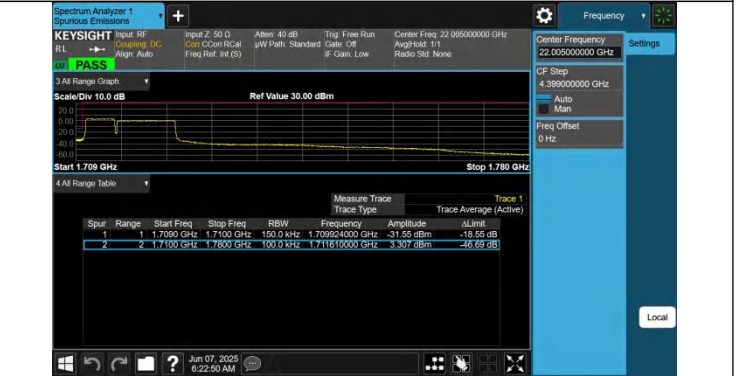 Spectrum Analyzer 1
Spurious Emissions
+
Frequency
KEYSIGHT Input: RF Input Z: 50 Ω Atten: 40 dB Trig: Free Run Center Freq: 22.005000000 GHz
RL Coupling: DC Corr CCorr RCal µW Path: Standard Gate: Off Avg|Hold: 1/1
Align: Auto Freq Ref: Int (S) IF Gain: Low Radio Std: None
PASS
Center Frequency
22.005000000 GHz
Settings
CF Step
4.399000000 GHz
Auto
Man
Freq Offset
0 Hz
3 All Range Graph
Scale/Div 10.0 dB Ref Value 30.00 dBm
20.0
0.00
-20.0
-40.0
-60.0
Start 1.709 GHz Stop 1.780 GHz
4 All Range Table
Measure Trace Trace 1
Trace Type Trace Average (Active)
Spur Range Start Freq Stop Freq RBW Frequency Amplitude ΔLimit
1 1 1.7090 GHz 1.7100 GHz 150.0 kHz 1.709924000 GHz -31.55 dBm -18.55 dB
2 2 1.7100 GHz 1.7800 GHz 100.0 kHz 1.711610000 GHz 3.307 dBm -46.69 dB
Local
? Jun 07, 2025
6:22:50 AM